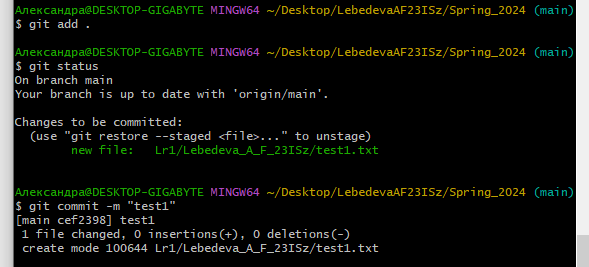 Александра@DESKTOP-GIGABYTE MINGW64 ~/Desktop/LebedevaAF23ISz/Spring_2024 (main)
$ git add .
Александра@DESKTOP-GIGABYTE MINGW64 ~/Desktop/LebedevaAF23ISz/Spring_2024 (main)
$ git status
On branch main
Your branch is up to date with 'origin/main'.
Changes to be committed:
  (use "git restore --staged <file>..." to unstage)
        new file:   Lr1/Lebedeva_A_F_23ISz/test1.txt
Александра@DESKTOP-GIGABYTE MINGW64 ~/Desktop/LebedevaAF23ISz/Spring_2024 (main)
$ git commit -m "test1"
[main cef2398] test1
 1 file changed, 0 insertions(+), 0 deletions(-)
 create mode 100644 Lr1/Lebedeva_A_F_23ISz/test1.txt